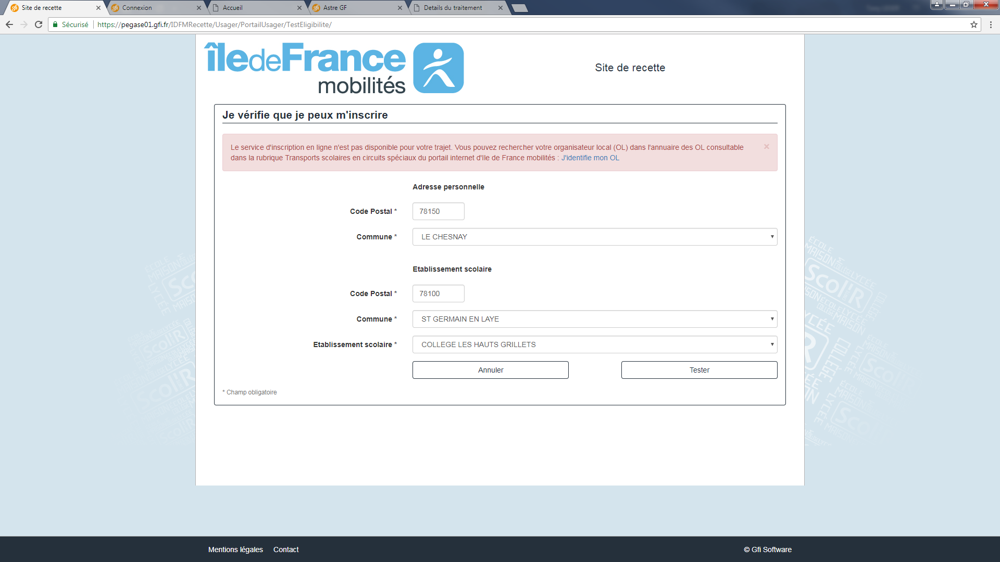 Site de recette
Connexion
Accueil
Astre GF
Details du traitement
Sécurisé
https://pegase01.gfi.fr/IDFMRecette/Usager/PortailUsager/TestEligibilite/
îledeFrance
mobilités
Site de recette
Je vérifie que je peux m'inscrire
Le service d'inscription en ligne n'est pas disponible pour votre trajet. Vous pouvez rechercher votre organisateur local (OL) dans l'annuaire des OL consultable
dans la rubrique Transports scolaires en circuits spéciaux du portail internet d'Ile de France mobilités : J'identifie mon OL
Adresse personnelle
Code Postal * 78150
Commune * LE CHESNAY
Etablissement scolaire
Code Postal * 78100
Commune * ST GERMAIN EN LAYE
Etablissement scolaire * COLLEGE LES HAUTS GRILLETS
Annuler
Tester
* Champ obligatoire
Mentions légales
Contact
© Gfi Software